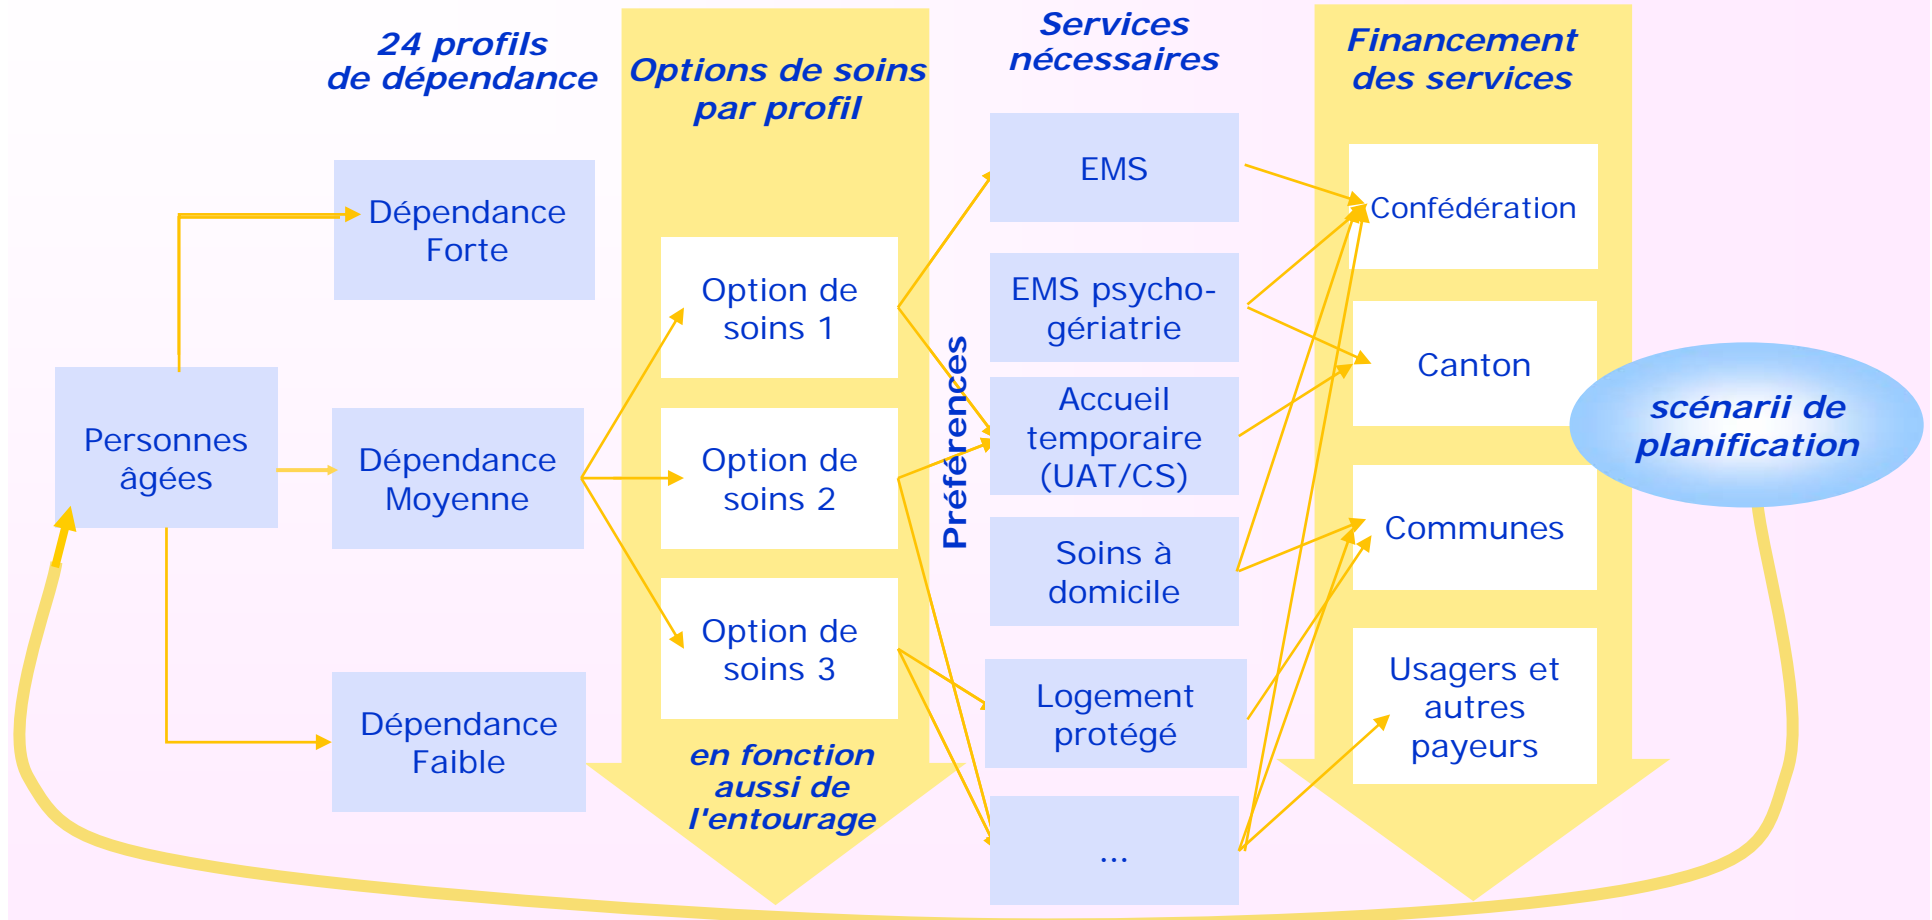 24 profils
de dépendance
Options de soins
par profil
Services
nécessaires
Financement
des services
Personnes
âgées
Dépendance
Forte
Dépendance
Moyenne
Dépendance
Faible
Option de
soins 1
Option de
soins 2
Option de
soins 3
en fonction
aussi de
l'entourage
Préférences
EMS
EMS psycho-
gériatrie
Accueil
temporaire
(UAT/CS)
Soins à
domicile
Logement
protégé
...
Confédération
Canton
Communes
Usagers et
autres
payeurs
scénarii de
planification